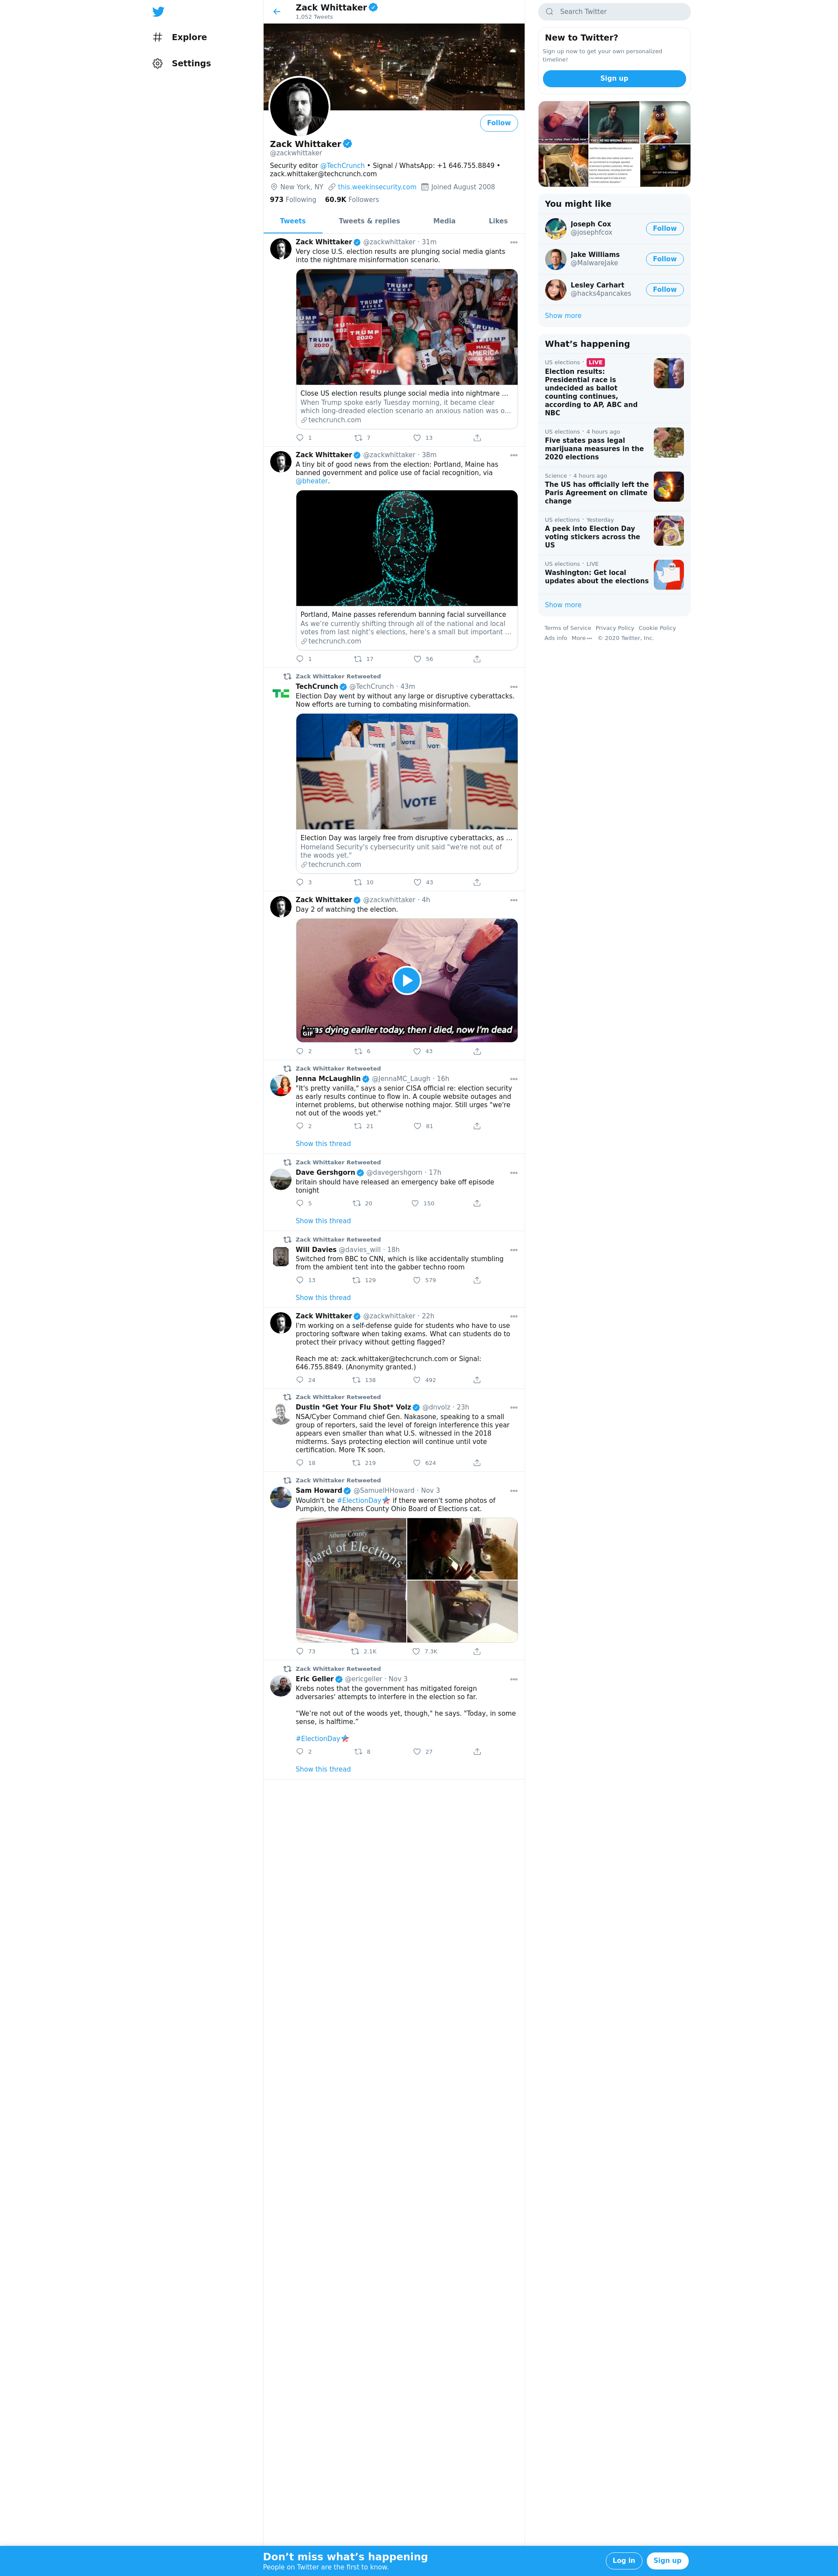 Explore
Settings
Zack Whittaker
1,052 Tweets
Follow
Zack Whittaker
@zackwhittaker
Security editor @TechCrunch • Signal / WhatsApp: +1 646.755.8849 •
zack.whittaker@techcrunch.com
New York, NY this.weekinsecurity.com Joined August 2008
973 Following 60.9K Followers
Tweets Tweets & replies Media Likes
Zack Whittaker @zackwhittaker · 31m
Very close U.S. election results are plunging social media giants
into the nightmare misinformation scenario.
TRUMP PENCE
TRUMP 2020
MAKE AMERICA GREAT AGAIN
Close US election results plunge social media into nightmare ...
When Trump spoke early Tuesday morning, it became clear
which long-dreaded election scenario an anxious nation was o...
techcrunch.com
1 7 13
Zack Whittaker @zackwhittaker · 38m
A tiny bit of good news from the election: Portland, Maine has
banned government and police use of facial recognition, via
@bheater.
Portland, Maine passes referendum banning facial surveillance
As we're currently shifting through all of the national and local
votes from last night's elections, here's a small but important ...
techcrunch.com
1 17 56
Zack Whittaker Retweeted
TechCrunch @TechCrunch · 43m
Election Day went by without any large or disruptive cyberattacks.
Now efforts are turning to combating misinformation.
VOTE
Election Day was largely free from disruptive cyberattacks, as ...
Homeland Security's cybersecurity unit said "we're not out of
the woods yet."
techcrunch.com
3 10 43
Zack Whittaker @zackwhittaker · 4h
Day 2 of watching the election.
I was dying earlier today, then I died, now I'm dead
GIF
2 6 43
Zack Whittaker Retweeted
Jenna McLaughlin @JennaMC_Laugh · 16h
"It's pretty vanilla," says a senior CISA official re: election security
as early results continue to flow in. A couple website outages and
internet problems, but otherwise nothing major. Still urges "we're
not out of the woods yet."
2 21 81
Show this thread
Zack Whittaker Retweeted
Dave Gershgorn @davegershgorn · 17h
britain should have released an emergency bake off episode
tonight
5 20 150
Show this thread
Zack Whittaker Retweeted
Will Davies @davies_will · 18h
Switched from BBC to CNN, which is like accidentally stumbling
from the ambient tent into the gabber techno room
13 129 579
Show this thread
Zack Whittaker @zackwhittaker · 22h
I'm working on a self-defense guide for students who have to use
proctoring software when taking exams. What can students do to
protect their privacy without getting flagged?
Reach me at: zack.whittaker@techcrunch.com or Signal:
646.755.8849. (Anonymity granted.)
24 138 492
Zack Whittaker Retweeted
Dustin *Get Your Flu Shot* Volz @dnvolz · 23h
NSA/Cyber Command chief Gen. Nakasone, speaking to a small
group of reporters, said the level of foreign interference this year
appears even smaller than what U.S. witnessed in the 2018
midterms. Says protecting election will continue until vote
certification. More TK soon.
18 219 624
Zack Whittaker Retweeted
Sam Howard @SamuelHHoward · Nov 3
Wouldn't be #ElectionDay if there weren't some photos of
Pumpkin, the Athens County Ohio Board of Elections cat.
Athens County
Board of Elections
73 2.1K 7.3K
Zack Whittaker Retweeted
Eric Geller @ericgeller · Nov 3
Krebs notes that the government has mitigated foreign
adversaries' attempts to interfere in the election so far.
"We're not out of the woods yet, though," he says. "Today, in some
sense, is halftime."
#ElectionDay
2 8 27
Show this thread
Search Twitter
New to Twitter?
Sign up now to get your own personalized
timeline!
Sign up
You might like
Joseph Cox
@josephfcox
Follow
Jake Williams
@MalwareJake
Follow
Lesley Carhart
@hacks4pancakes
Follow
Show more
What's happening
US elections · LIVE
Election results:
Presidential race is
undecided as ballot
counting continues,
according to AP, ABC and
NBC
US elections · 4 hours ago
Five states pass legal
marijuana measures in the
2020 elections
Science · 4 hours ago
The US has officially left the
Paris Agreement on climate
change
US elections · Yesterday
A peek into Election Day
voting stickers across the
US
US elections · LIVE
Washington: Get local
updates about the elections
Show more
Terms of Service Privacy Policy Cookie Policy
Ads info More ••• © 2020 Twitter, Inc.
Don't miss what's happening
People on Twitter are the first to know.
Log in
Sign up